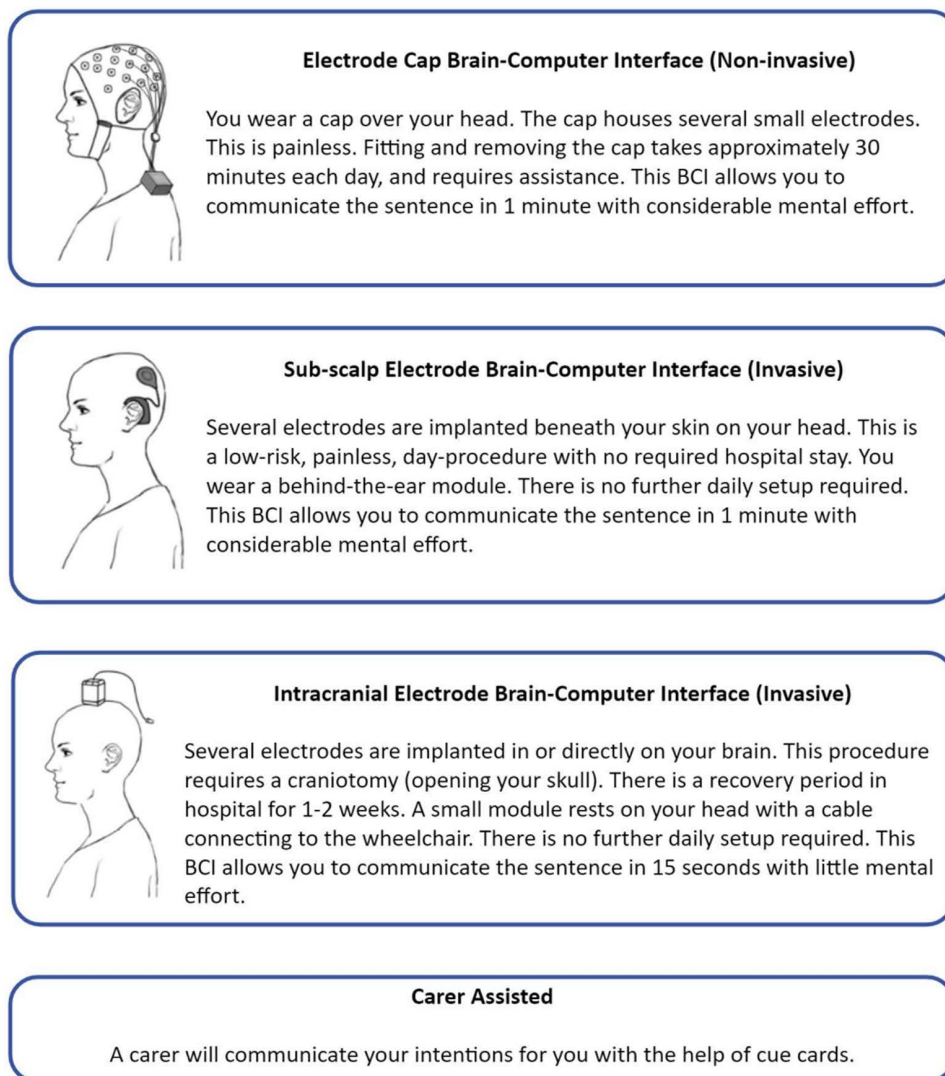 Electrode Cap Brain-Computer Interface (Non-invasive)
You wear a cap over your head. The cap houses several small electrodes.
This is painless. Fitting and removing the cap takes approximately 30
minutes each day, and requires assistance. This BCI allows you to
communicate the sentence in 1 minute with considerable mental effort.
Sub-scalp Electrode Brain-Computer Interface (Invasive)
Several electrodes are implanted beneath your skin on your head. This is
a low-risk, painless, day-procedure with no required hospital stay. You
wear a behind-the-ear module. There is no further daily setup required.
This BCI allows you to communicate the sentence in 1 minute with
considerable mental effort.
Intracranial Electrode Brain-Computer Interface (Invasive)
Several electrodes are implanted in or directly on your brain. This procedure
requires a craniotomy (opening your skull). There is a recovery period in
hospital for 1-2 weeks. A small module rests on your head with a cable
connecting to the wheelchair. There is no further daily setup required. This
BCI allows you to communicate the sentence in 15 seconds with little mental
effort.
Carer Assisted
A carer will communicate your intentions for you with the help of cue cards.